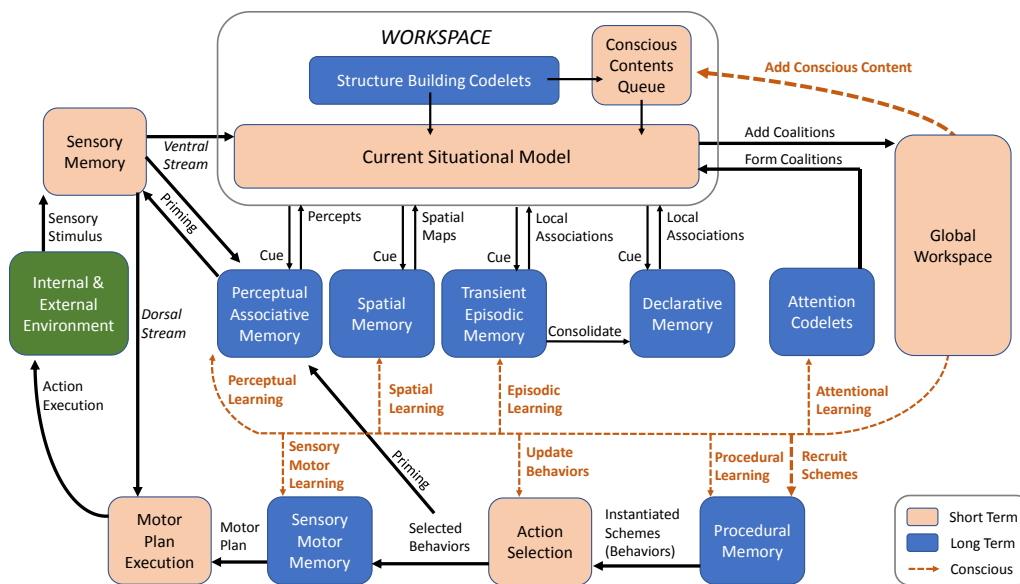 WORKSPACE
Structure Building Codelets
Conscious
Contents
Queue
Add Conscious Content
Sensory
Memory
Ventral
Stream
Current Situational Model
Add Coalitions
Form Coalitions
Global
Workspace
Priming
Sensory
Stimulus
Percepts
Cue
Spatial
Maps
Cue
Local
Associations
Cue
Local
Associations
Cue
Internal &
External
Environment
Dorsal
Stream
Perceptual
Associative
Memory
Spatial
Memory
Transient
Episodic
Memory
Consolidate
Declarative
Memory
Attention
Codelets
Action
Execution
Perceptual
Learning
Spatial
Learning
Episodic
Learning
Attentional
Learning
Sensory
Motor
Learning
Priming
Update
Behaviors
Procedural
Learning
Recruit
Schemes
Motor
Plan
Execution
Motor
Plan
Sensory
Motor
Memory
Selected
Behaviors
Action
Selection
Instantiated
Schemes
(Behaviors)
Procedural
Memory
Short Term
Long Term
Conscious